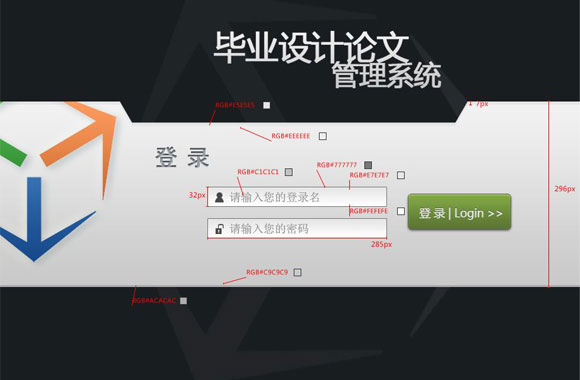 毕业设计论文
管理系统
RGB#E5E5E5
17px
RGB#EEEEEE
登 录
RGB#C1C1C1
RGB#777777
RGB#E7E7E7
32px
请输入您的登录名
296px
RGB#FEFEFE
登 录 | Login >>
请输入您的密码
285px
RGB#C9C9C9
RGB#ACACAC